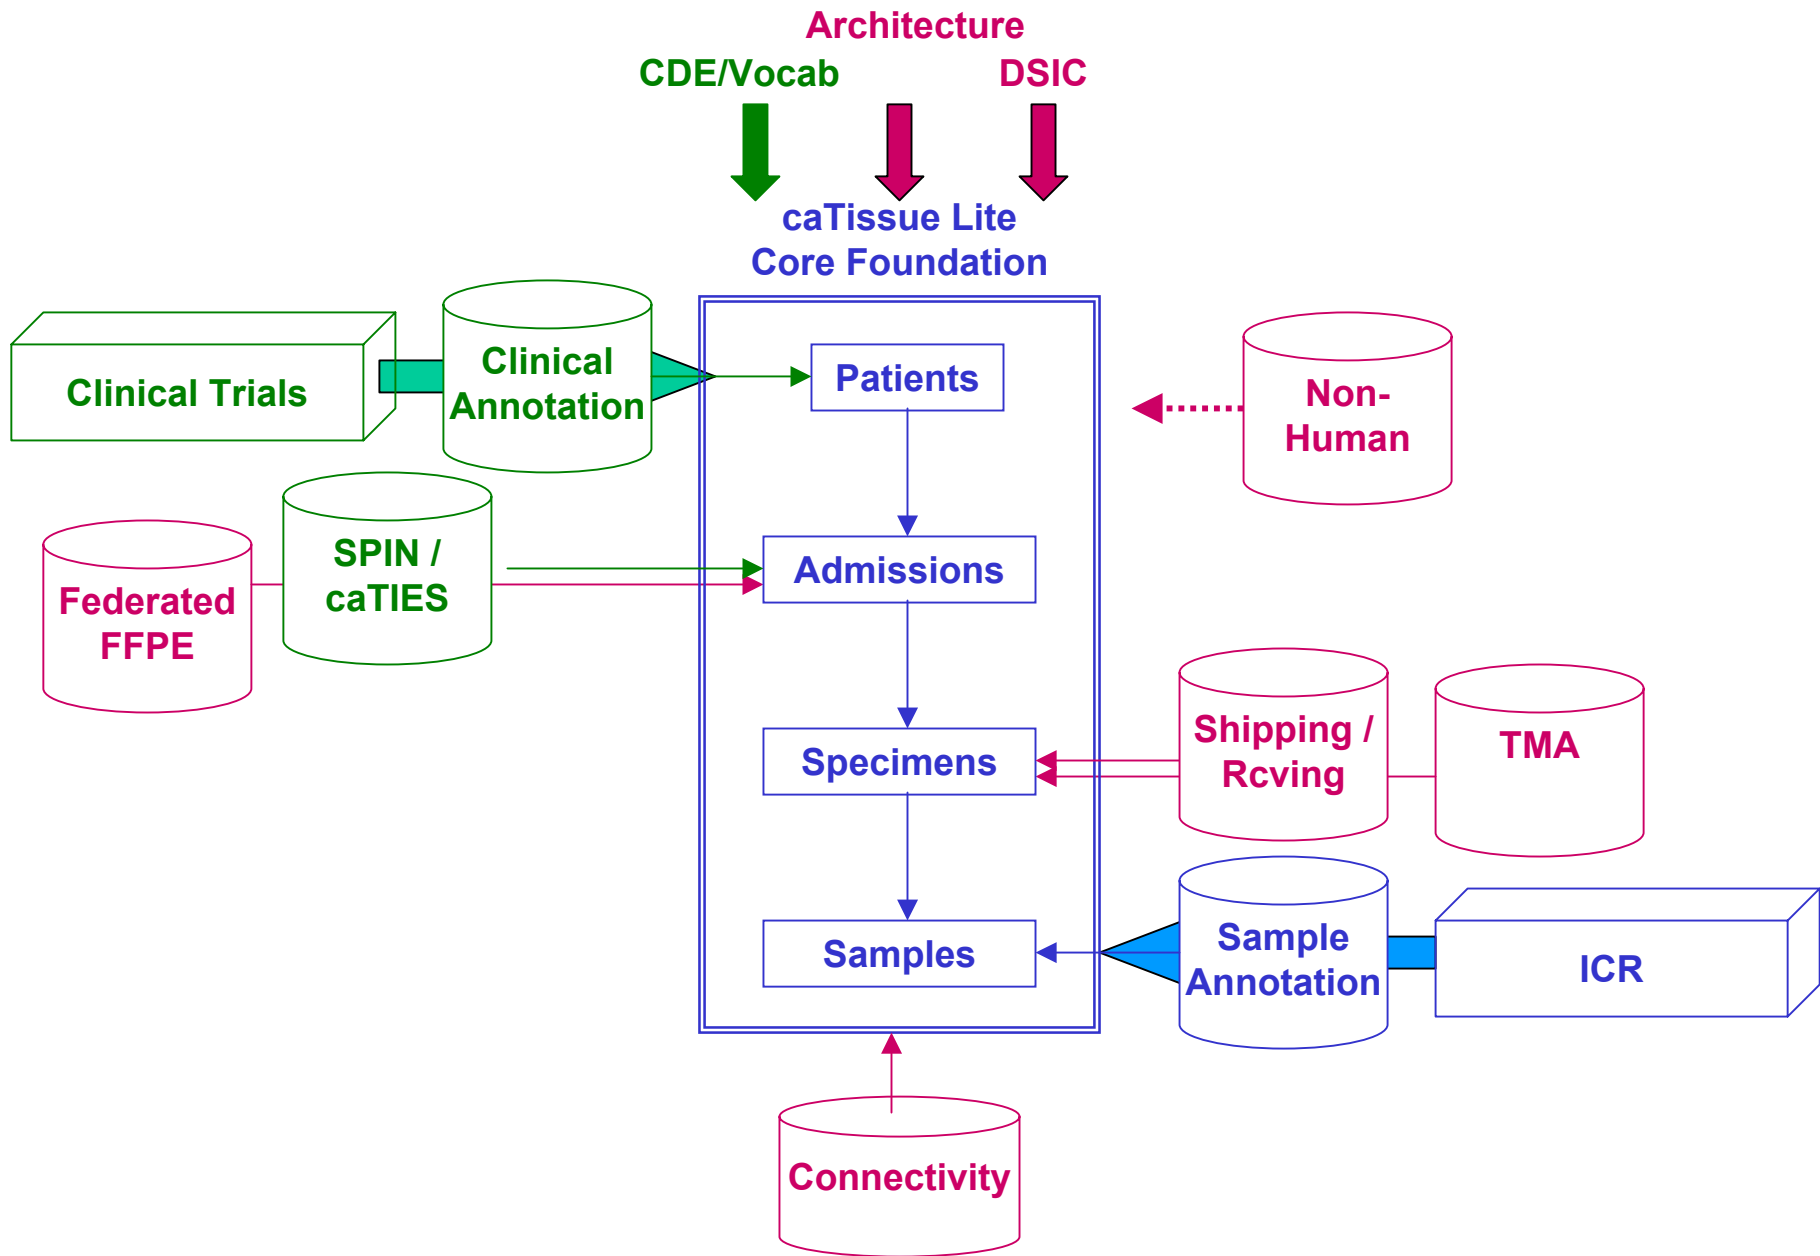 Architecture
CDE/Vocab
DSIC
caTissue Lite
Core Foundation
Clinical Trials
Clinical
Annotation
Patients
Non-
Human
SPIN /
caTIES
Federated
FFPE
Admissions
Specimens
Shipping /
Rcving
TMA
Samples
Sample
Annotation
ICR
Connectivity